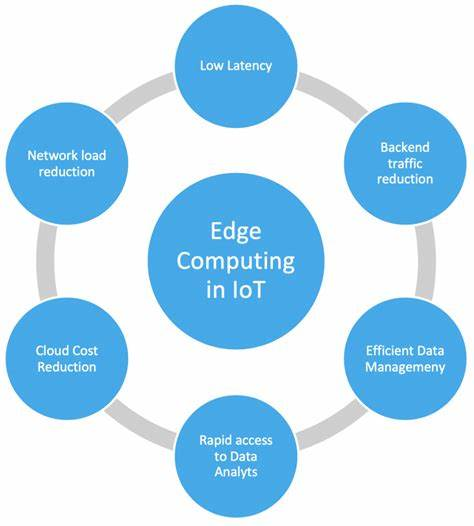 Low Latency
Backend
traffic
reduction
Efficient Data
Managemeny
Rapid access
to Data
Analyts
Cloud Cost
Reduction
Network load
reduction
Edge
Computing
in IoT